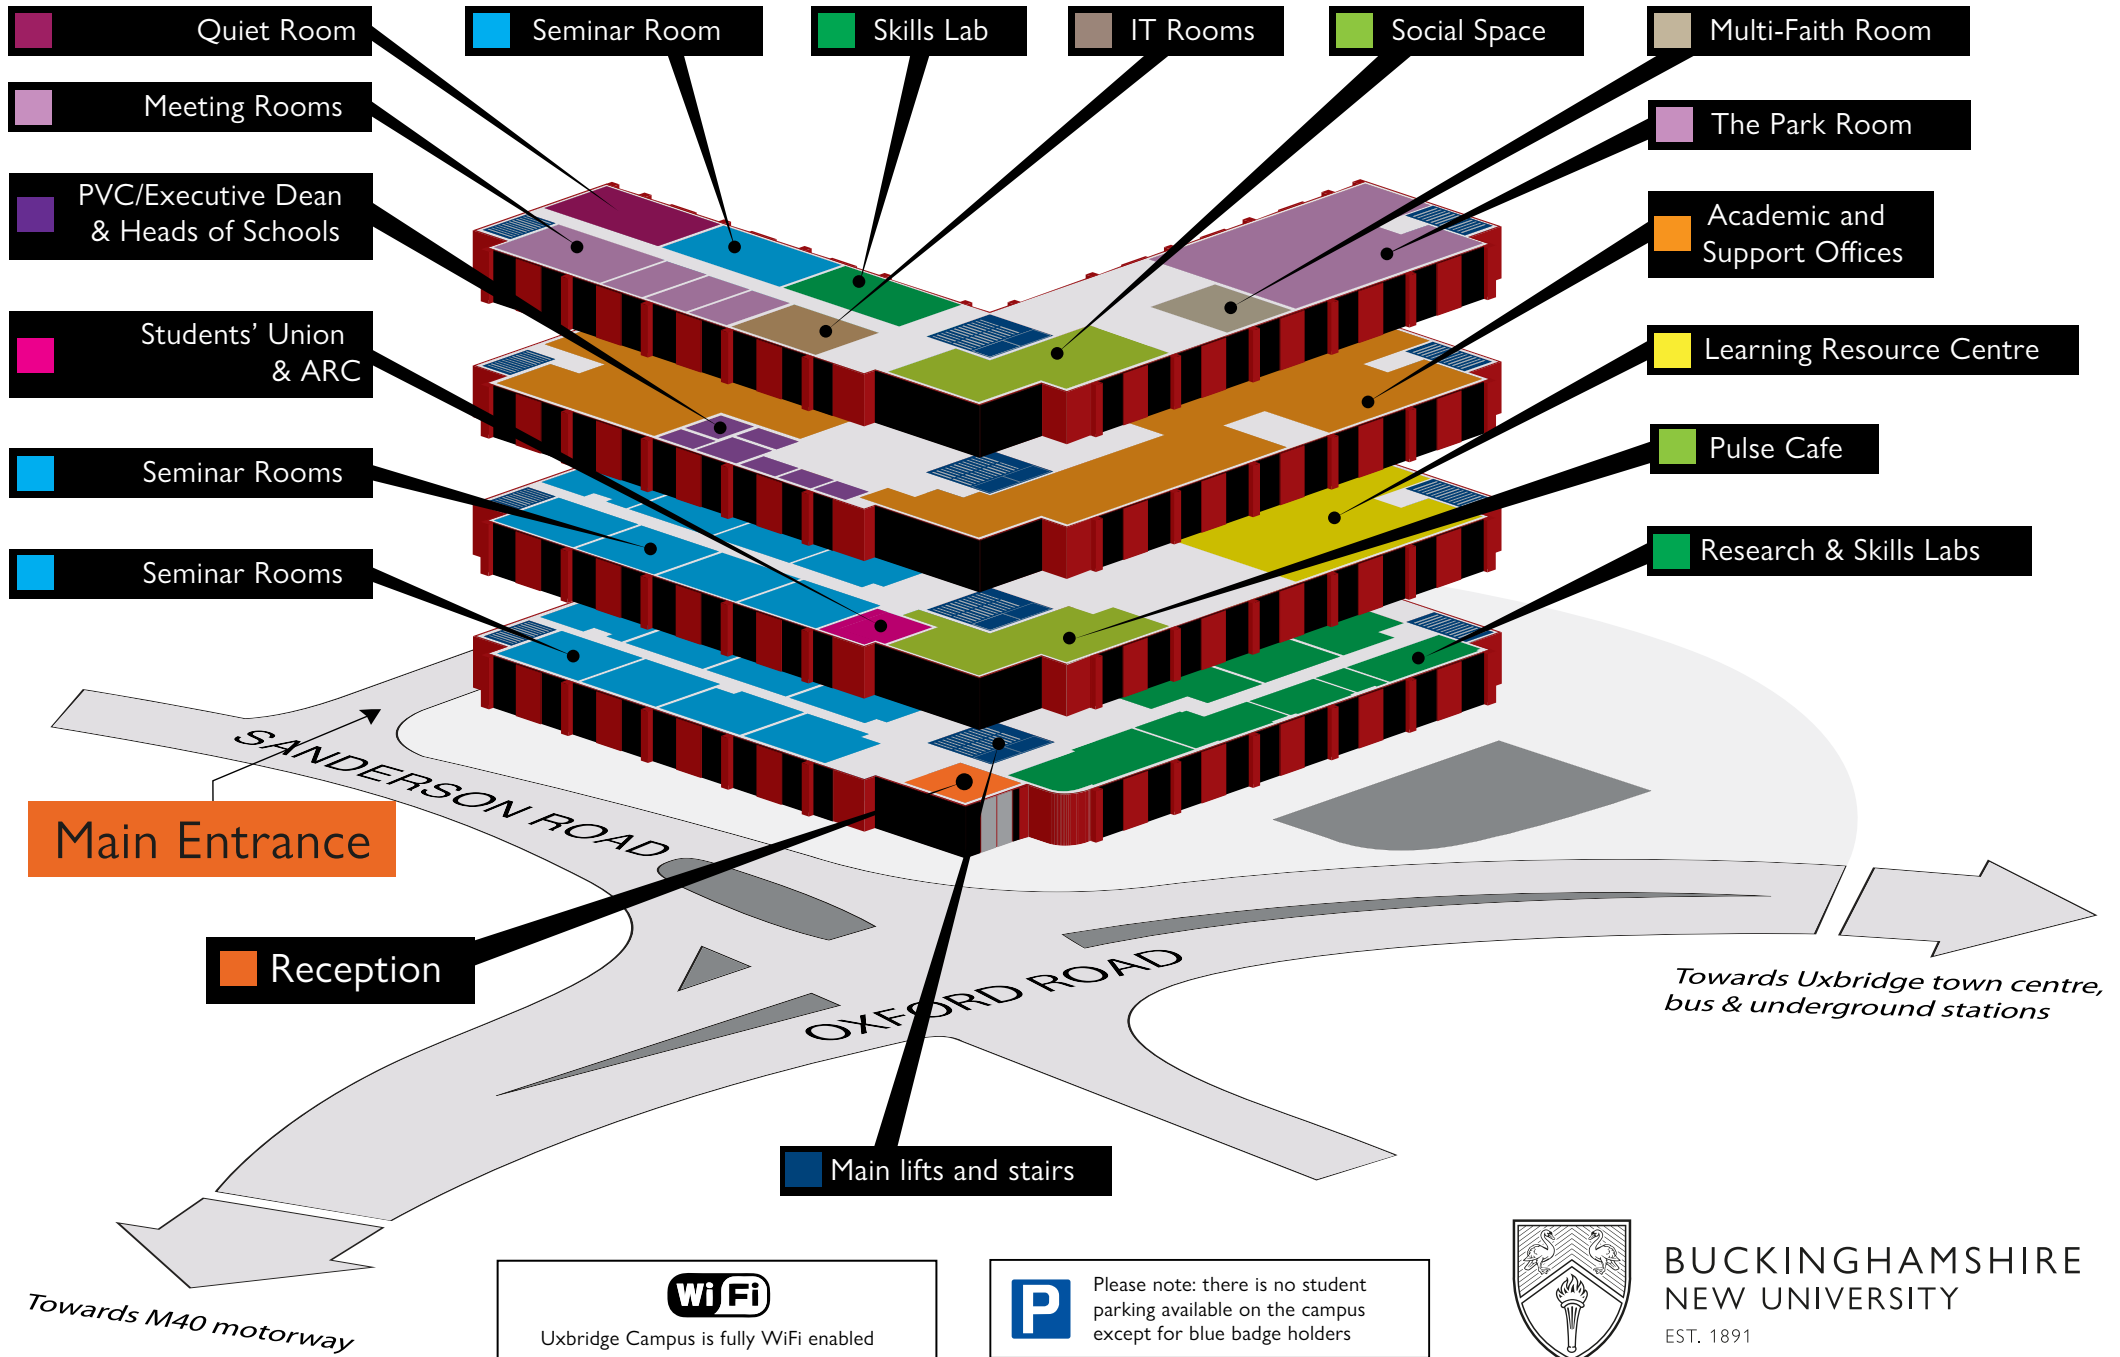 Quiet Room
Seminar Room
Skills Lab
IT Rooms
Social Space
Multi-Faith Room
Meeting Rooms
The Park Room
PVC/Executive Dean
& Heads of Schools
Academic and
Support Offices
Students’ Union
& ARC
Learning Resource Centre
Seminar Rooms
Pulse Cafe
Seminar Rooms
Research & Skills Labs
SANDERSON ROAD
Main Entrance
Reception
OXFORD ROAD
Towards Uxbridge town centre,
bus & underground stations
Main lifts and stairs
Towards M40 motorway
Wi Fi
Uxbridge Campus is fully WiFi enabled
P
Please note: there is no student
parking available on the campus
except for blue badge holders
BUCKINGHAMSHIRE
NEW UNIVERSITY
EST. 1891